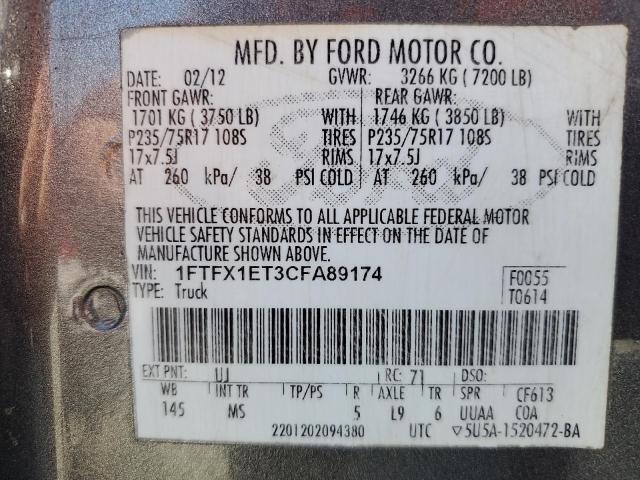 MFD. BY FORD MOTOR CO.
DATE: 02/12 GVWR: 3266 KG ( 7200 LB)
FRONT GAWR: REAR GAWR:
1701 KG ( 3750 LB) WITH 1746 KG ( 3850 LB) WITH
P235/75R17 108S TIRES P235/75R17 108S TIRES
17x7.5J RIMS 17x7.5J RIMS
AT 260 kPa/ 38 PSI COLD AT 260 kPa/ 38 PSI COLD
THIS VEHICLE CONFORMS TO ALL APPLICABLE FEDERAL MOTOR
VEHICLE SAFETY STANDARDS IN EFFECT ON THE DATE OF
MANUFACTURE SHOWN ABOVE.
VIN: 1FTFX1ET3CFA89174 F0055
TYPE: Truck T0614
EXT PNT: UJ RC: 71 DSO:
WB INT TR TP/PS R AXLE TR SPR CF613
145 MS 5 L9 6 UUAA COA
2201202094380 UTC ▽5U5A-1520472-BA